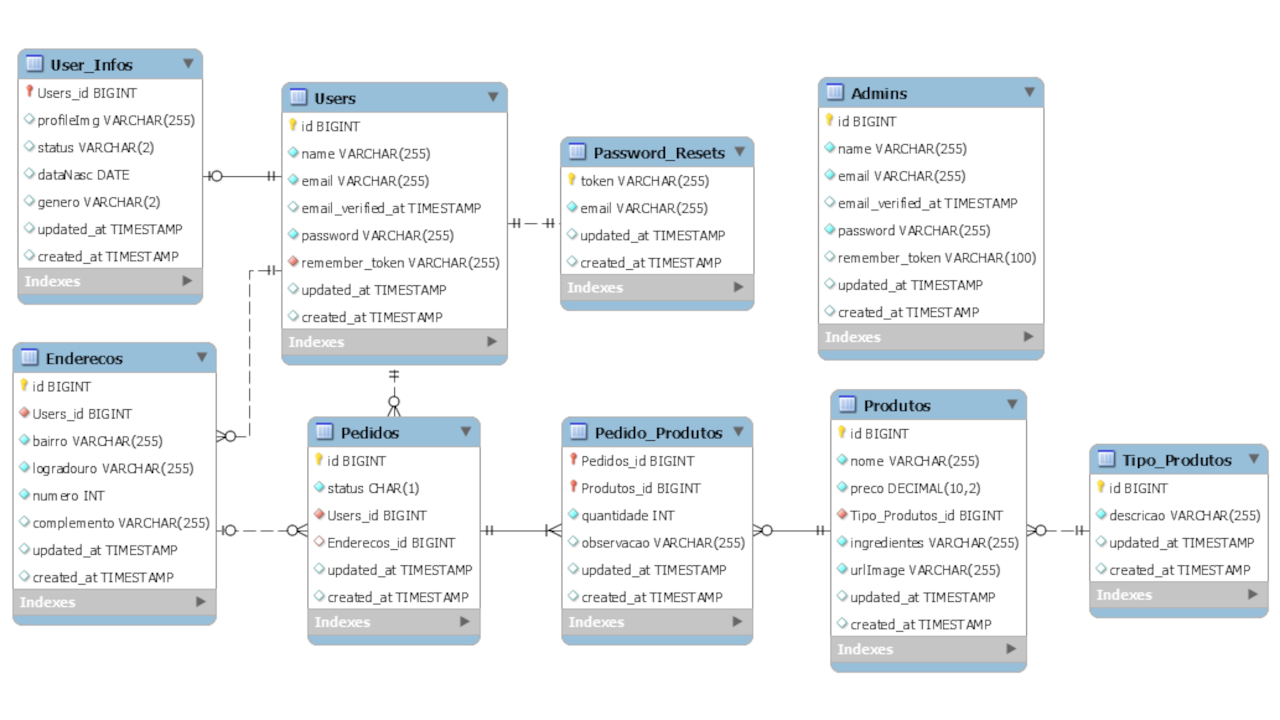 User_Infos
Users_id BIGINT
profileImg VARCHAR(255)
status VARCHAR(2)
dataNasc DATE
genero VARCHAR(2)
updated_at TIMESTAMP
created_at TIMESTAMP
Indexes
Users
id BIGINT
name VARCHAR(255)
email VARCHAR(255)
email_verified_at TIMESTAMP
password VARCHAR(255)
remember_token VARCHAR(255)
updated_at TIMESTAMP
created_at TIMESTAMP
Indexes
Password_Resets
token VARCHAR(255)
email VARCHAR(255)
updated_at TIMESTAMP
created_at TIMESTAMP
Indexes
Admins
id BIGINT
name VARCHAR(255)
email VARCHAR(255)
email_verified_at TIMESTAMP
password VARCHAR(255)
remember_token VARCHAR(100)
updated_at TIMESTAMP
created_at TIMESTAMP
Indexes
Enderecos
id BIGINT
Users_id BIGINT
bairro VARCHAR(255)
logradouro VARCHAR(255)
numero INT
complemento VARCHAR(255)
updated_at TIMESTAMP
created_at TIMESTAMP
Indexes
Pedidos
id BIGINT
status CHAR(1)
Users_id BIGINT
Enderecos_id BIGINT
updated_at TIMESTAMP
created_at TIMESTAMP
Indexes
Pedido_Produtos
Pedidos_id BIGINT
Produtos_id BIGINT
quantidade INT
observacao VARCHAR(255)
updated_at TIMESTAMP
created_at TIMESTAMP
Indexes
Produtos
id BIGINT
nome VARCHAR(255)
preco DECIMAL(10,2)
Tipo_Produtos_id BIGINT
ingredientes VARCHAR(255)
urlImage VARCHAR(255)
updated_at TIMESTAMP
created_at TIMESTAMP
Indexes
Tipo_Produtos
id BIGINT
descricao VARCHAR(255)
updated_at TIMESTAMP
created_at TIMESTAMP
Indexes